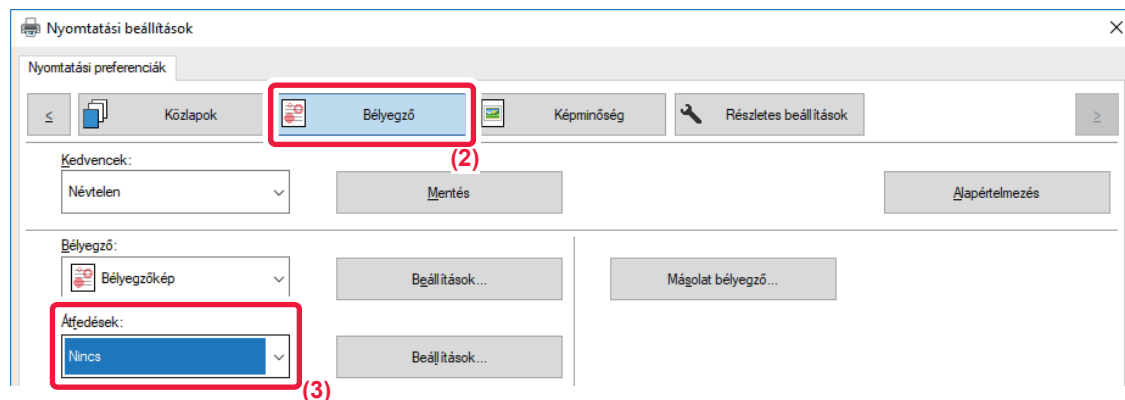 Nyomtatási beállítások
Nyomtatási preferenciák
< Közlapok Bélyegző Képminőség Részletes beállítások >
(2)
Kedvencek:
Névtelen Mentés Alapértelmezés
Bélyegző:
Bélyegzőkép Beállítások... Másolat bélyegző...
Átfedések:
Nincs Beállítások...
(3)